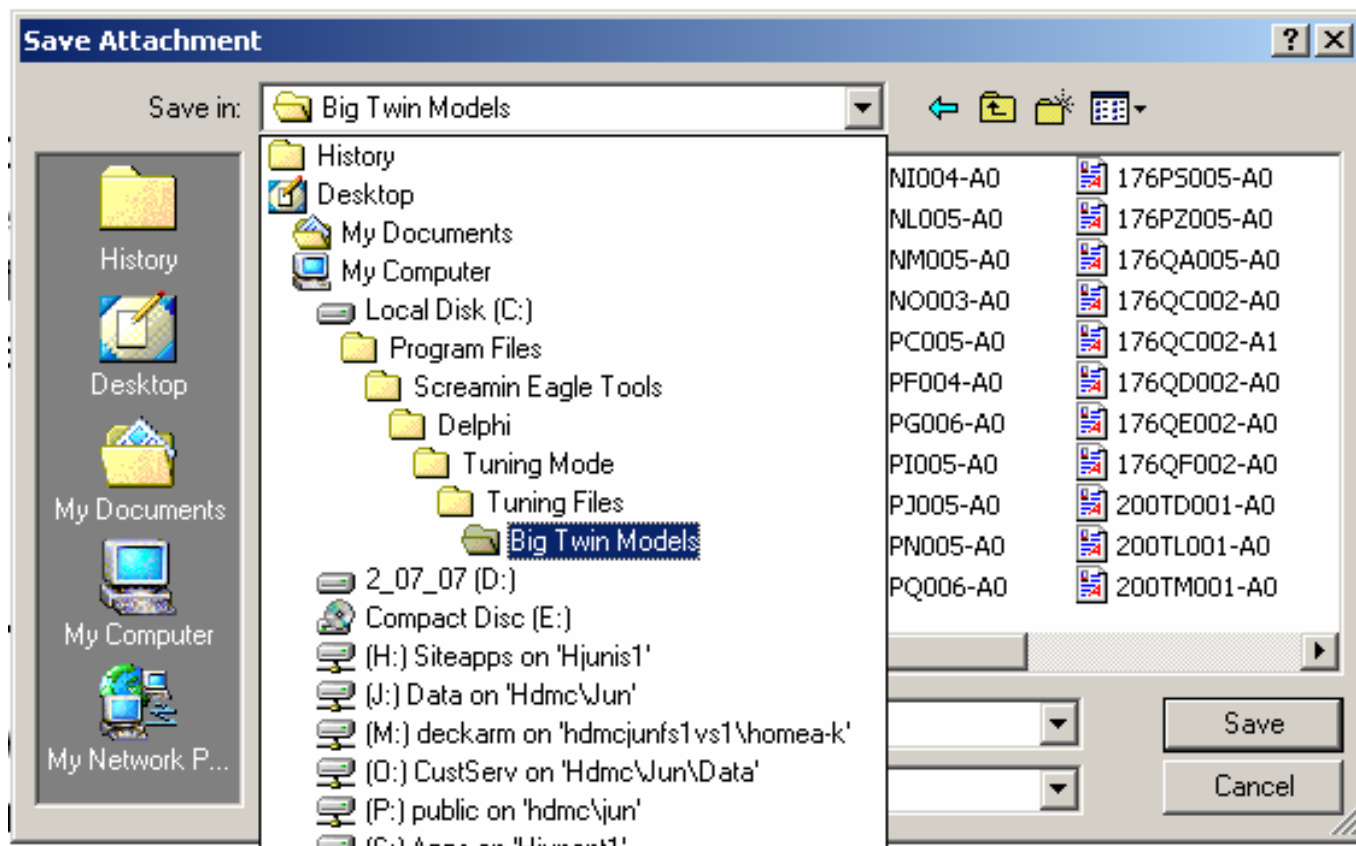 Save Attachment
Save in:
Big Twin Models
History
Desktop
My Documents
My Computer
My Network P...
History
Desktop
My Documents
My Computer
Local Disk (C:)
Program Files
Screamin Eagle Tools
Delphi
Tuning Mode
Tuning Files
Big Twin Models
2_07_07 (D:)
Compact Disc (E:)
(H:) Siteapps on 'Hjunis1'
(J:) Data on 'Hdmc\Jun'
(M:) deckarm on 'hdmcjunfs1vs1\homea-k'
(O:) CustServ on 'Hdmc\Jun\Data'
(P:) public on 'hdmc\jun'
NI004-A0
NL005-A0
NM005-A0
NO003-A0
PC005-A0
PF004-A0
PG006-A0
PI005-A0
PJ005-A0
PN005-A0
PQ006-A0
176PS005-A0
176PZ005-A0
176QA005-A0
176QC002-A0
176QC002-A1
176QD002-A0
176QE002-A0
176QF002-A0
200TD001-A0
200TL001-A0
200TM001-A0
Save
Cancel